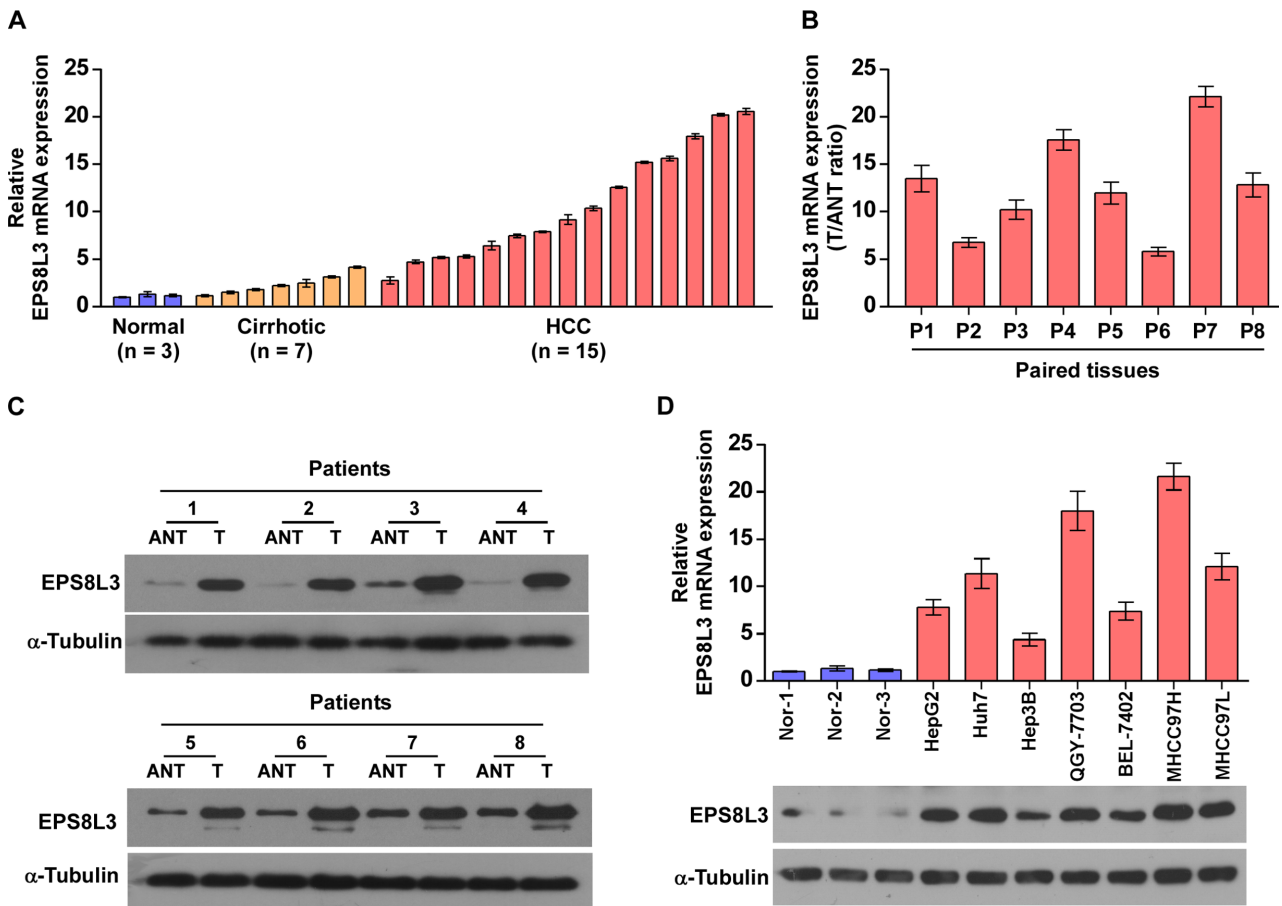 A
Relative
EPS8L3 mRNA expression
25
20
15
10
5
0
Normal
(n = 3)
Cirrhotic
(n = 7)
HCC
(n = 15)
B
EPS8L3 mRNA expression
(T/ANT ratio)
25
20
15
10
5
0
P1 P2 P3 P4 P5 P6 P7 P8
Paired tissues
C
Patients
1 2 3 4
ANT T ANT T ANT T ANT T
EPS8L3
α-Tubulin
Patients
5 6 7 8
ANT T ANT T ANT T ANT T
EPS8L3
α-Tubulin
D
Relative
EPS8L3 mRNA expression
25
20
15
10
5
0
Nor-1
Nor-2
Nor-3
HepG2
Huh7
Hep3B
QGY-7703
BEL-7402
MHCC97H
MHCC97L
EPS8L3
α-Tubulin